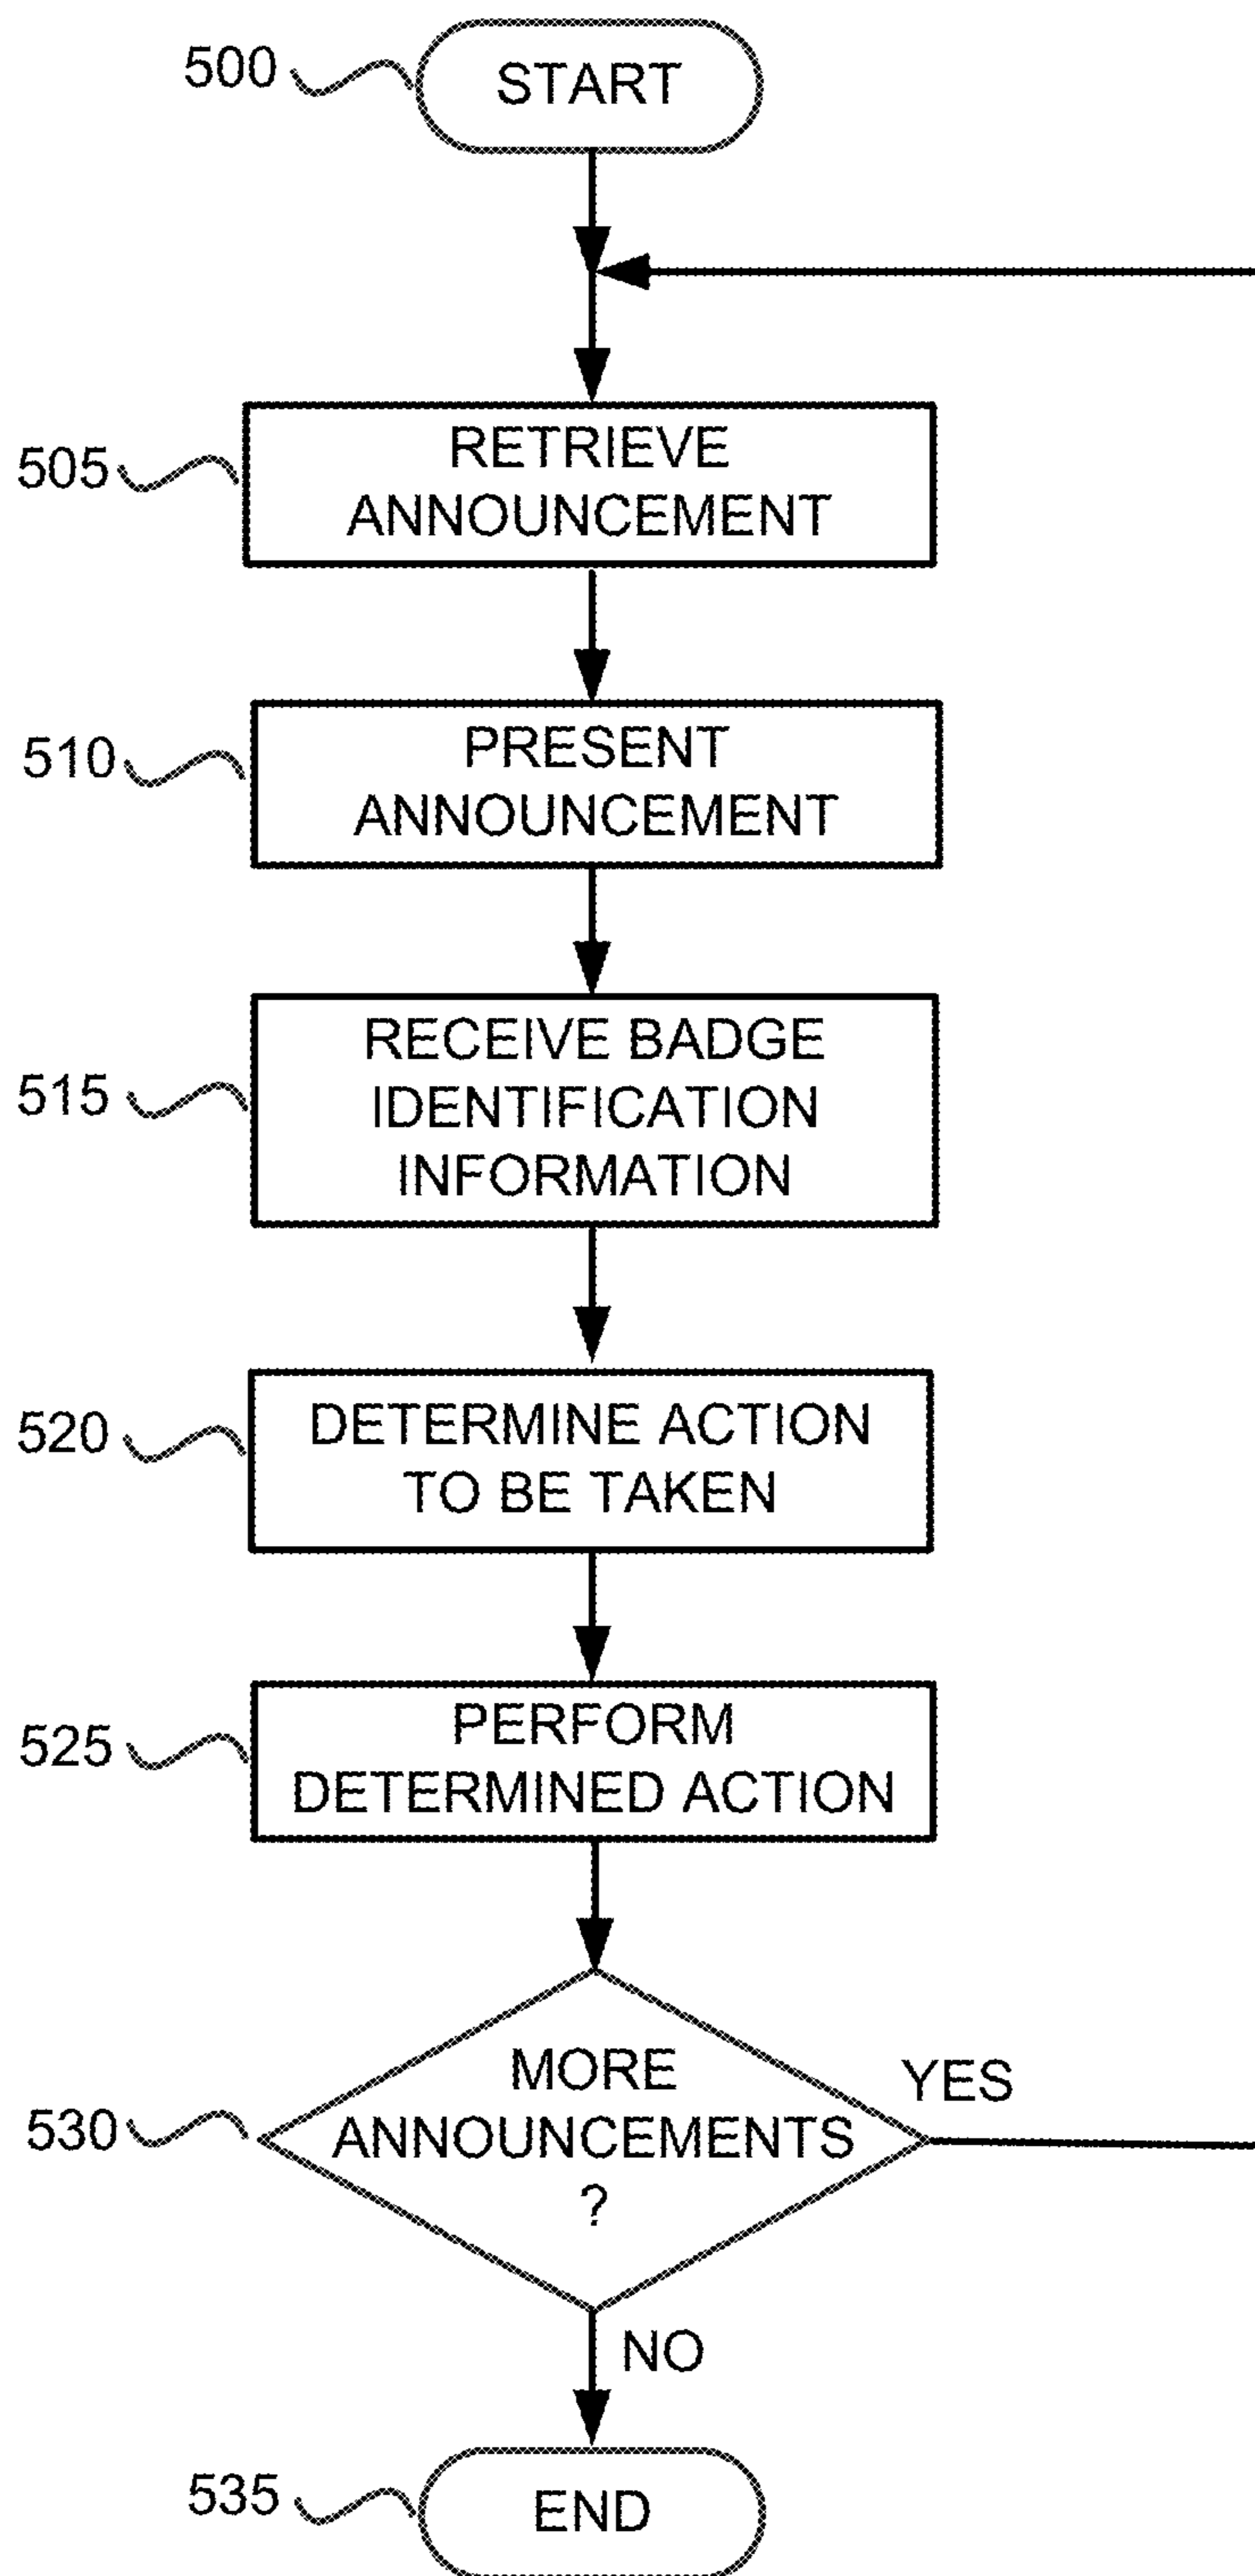 500
START
505
RETRIEVE
ANNOUNCEMENT
510
PRESENT
ANNOUNCEMENT
515
RECEIVE BADGE
IDENTIFICATION
INFORMATION
520
DETERMINE ACTION
TO BE TAKEN
525
PERFORM
DETERMINED ACTION
530
MORE
ANNOUNCEMENTS
?
YES
NO
535
END